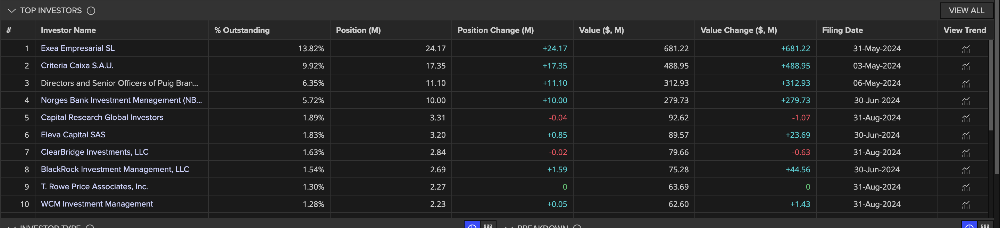 TOP INVESTORS VIEW ALL
# Investor Name % Outstanding Position (M) Position Change (M) Value ($, M) Value Change ($, M) Filing Date View Trend
1 Exea Empresarial SL 13.82% 24.17 +24.17 681.22 +681.22 31-May-2024
2 Criteria Caixa S.A.U. 9.92% 17.35 +17.35 488.95 +488.95 03-May-2024
3 Directors and Senior Officers of Puig Bran... 6.35% 11.10 +11.10 312.93 +312.93 06-May-2024
4 Norges Bank Investment Management (NB... 5.72% 10.00 +10.00 279.73 +279.73 30-Jun-2024
5 Capital Research Global Investors 1.89% 3.31 -0.04 92.62 -1.07 31-Aug-2024
6 Eleva Capital SAS 1.83% 3.20 +0.85 89.57 +23.69 30-Jun-2024
7 ClearBridge Investments, LLC 1.63% 2.84 -0.02 79.66 -0.63 31-Aug-2024
8 BlackRock Investment Management, LLC 1.54% 2.69 +1.59 75.28 +44.56 30-Jun-2024
9 T. Rowe Price Associates, Inc. 1.30% 2.27 0 63.69 0 31-Aug-2024
10 WCM Investment Management 1.28% 2.23 +0.05 62.60 +1.43 31-Aug-2024
INVESTOR TYPE BREAKDOWN